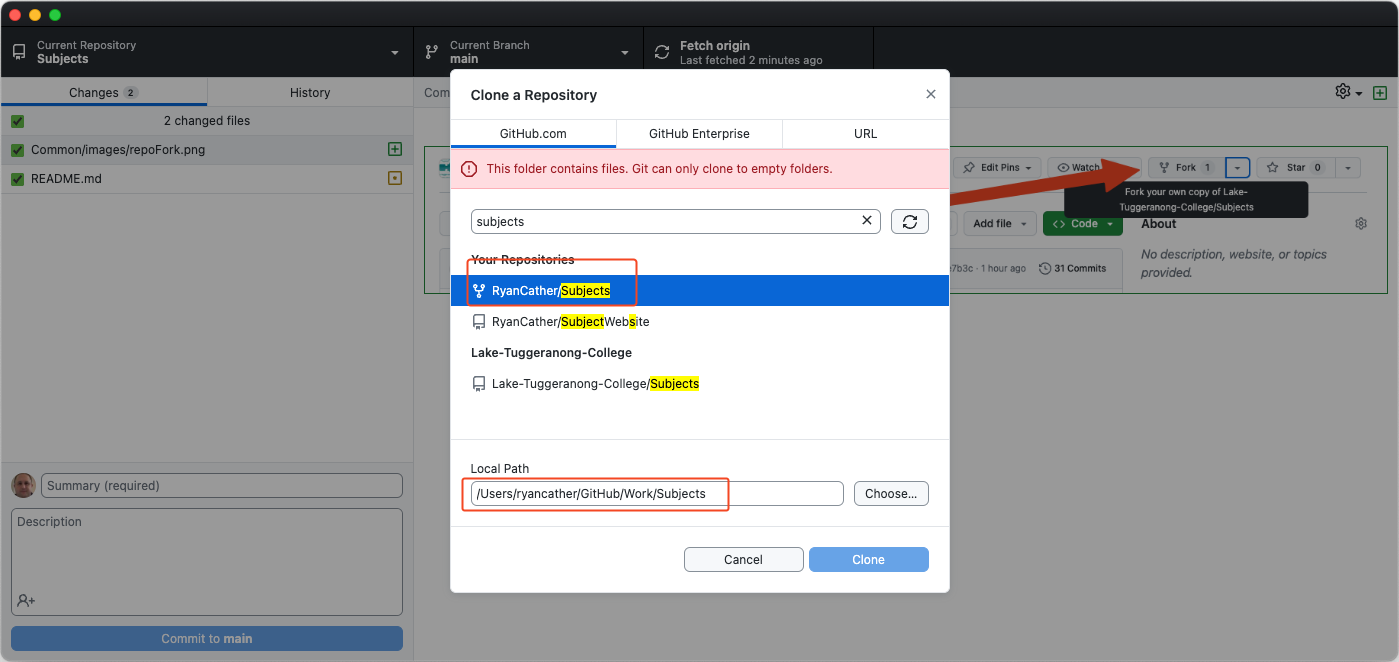 Current Repository
Subjects
Current Branch
main
Fetch origin
Last fetched 2 minutes ago
Changes 2
History
2 changed files
Common/images/repoFork.png
README.md
Summary (required)
Description
Commit to main
Com
Clone a Repository
GitHub.com
GitHub Enterprise
URL
This folder contains files. Git can only clone to empty folders.
subjects
Your Repositories
RyanCather/Subjects
RyanCather/SubjectWebsite
Lake-Tuggeranong-College
Lake-Tuggeranong-College/Subjects
Local Path
/Users/ryancather/GitHub/Work/Subjects
Choose...
Cancel
Clone
Edit Pins
Watch
Fork 1
Star 0
Fork your own copy of Lake-
Tuggeranong-College/Subjects
Add file
Code
About
No description, website, or topics
provided.
7b3c · 1 hour ago
31 Commits